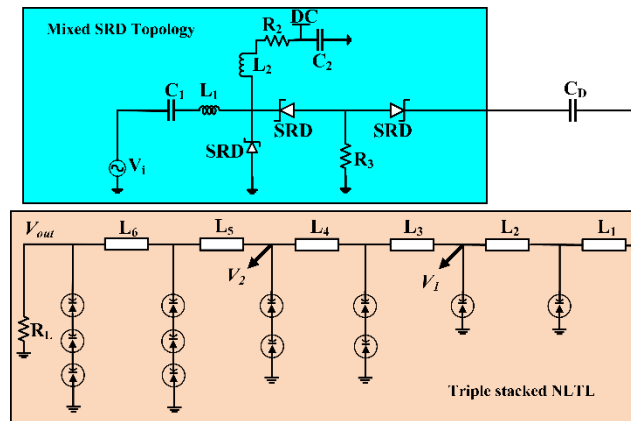 Mixed SRD Topology
DC
R2
C2
L2
C1
L1
CD
SRD
SRD
SRD
R3
Vi
Vout
L6
L5
L4
L3
L2
L1
V2
V1
RL
Triple stacked NLTL